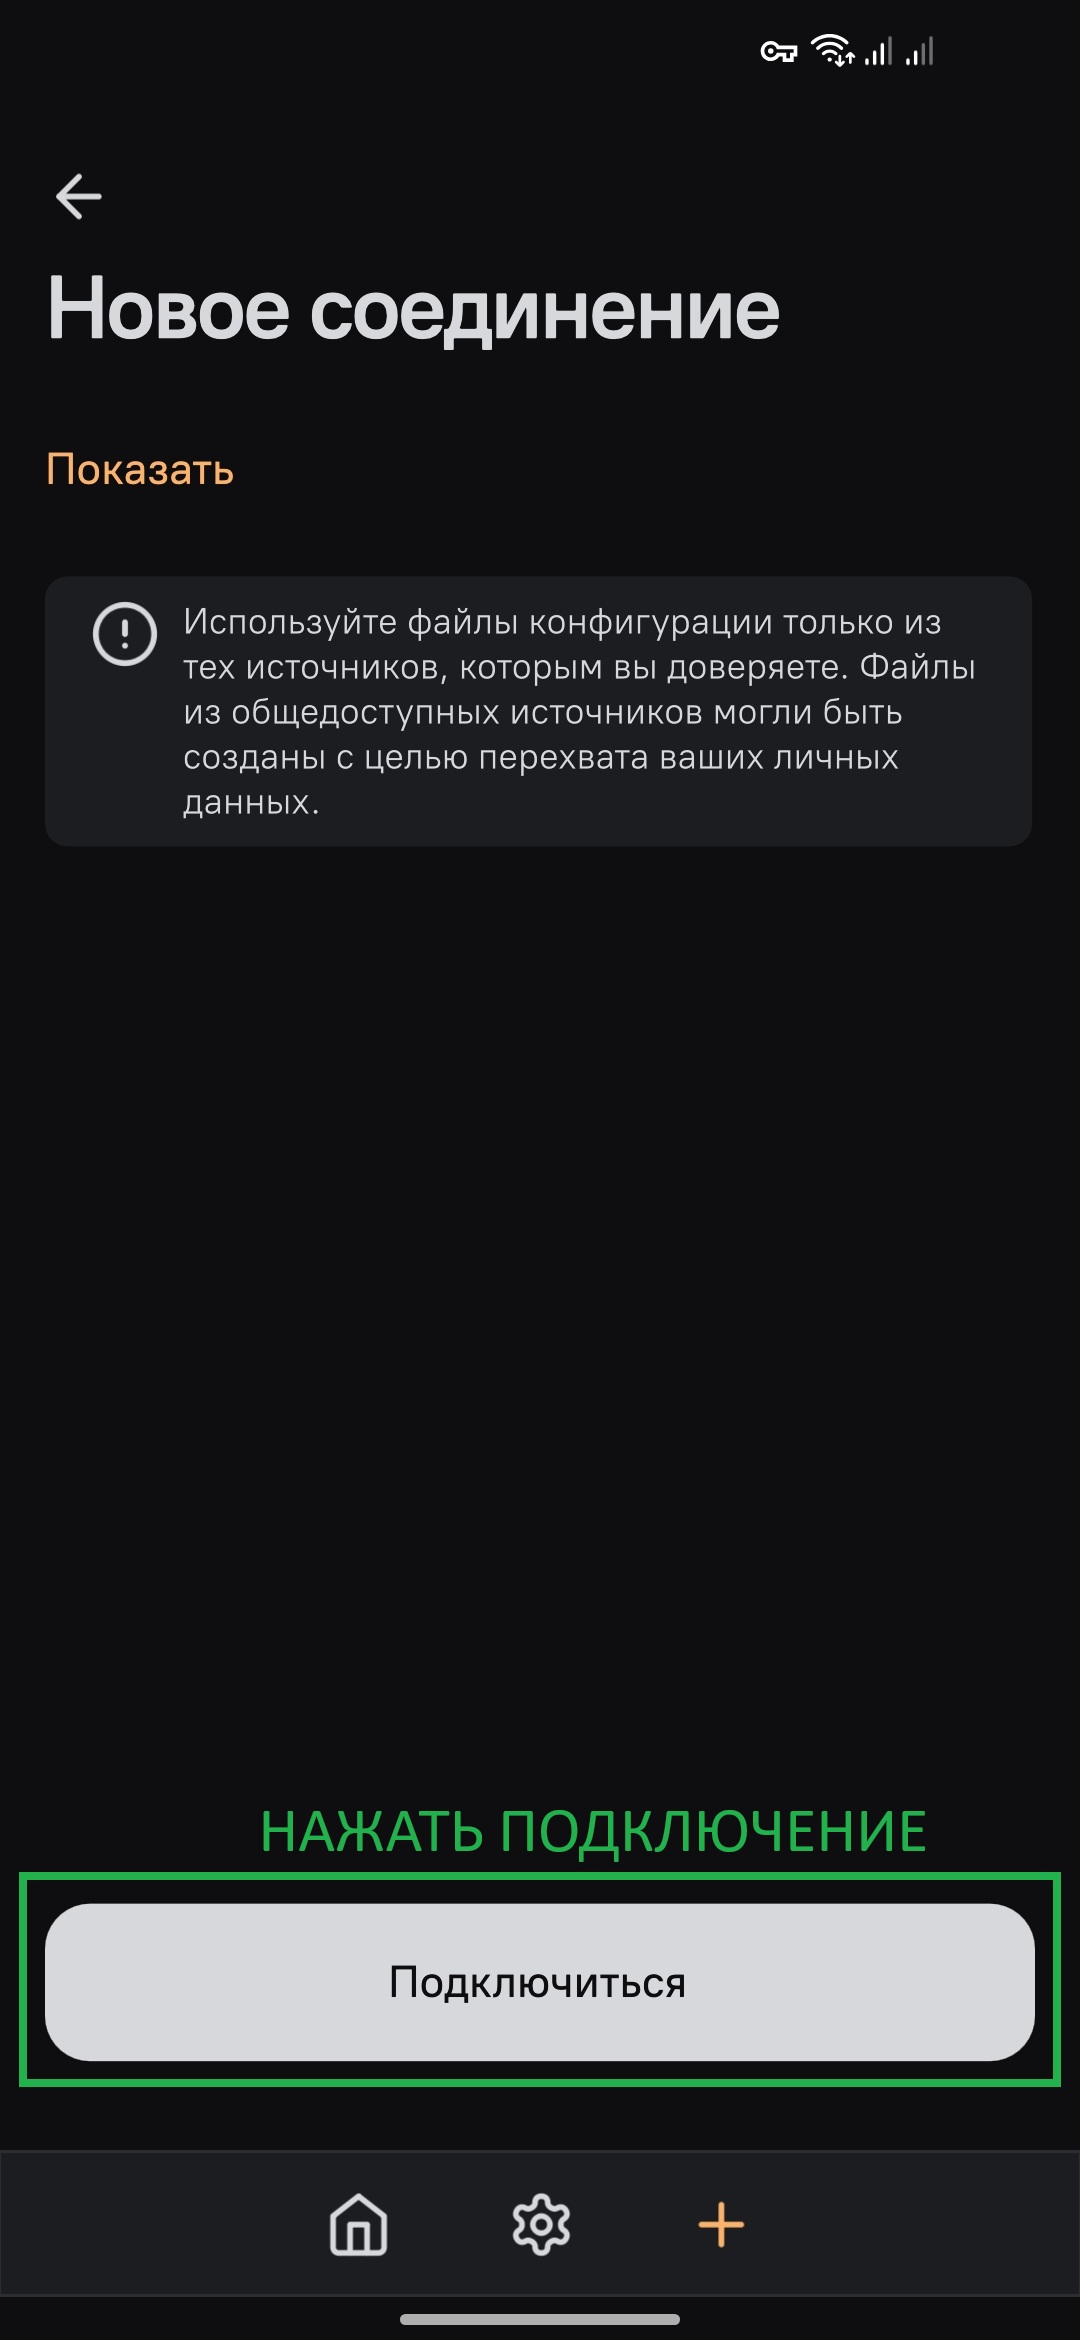 Новое соединение
Показать
Используйте файлы конфигурации только из
тех источников, которым вы доверяете. Файлы
из общедоступных источников могли быть
созданы с целью перехвата ваших личных
данных.
НАЖАТЬ ПОДКЛЮЧЕНИЕ
Подключиться